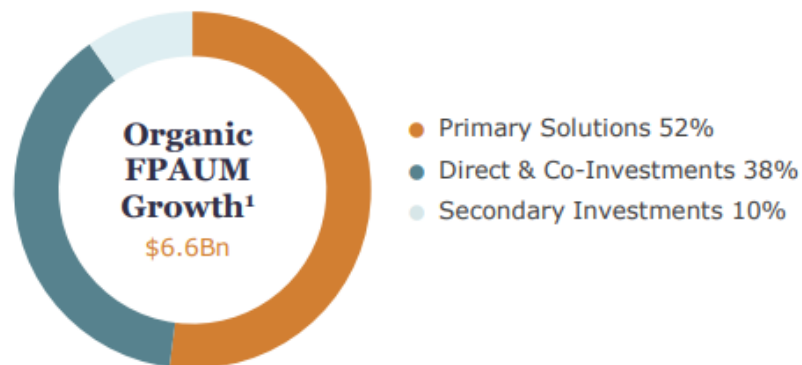 Organic
FPAUM
Growth¹
$6.6Bn
Primary Solutions 52%
Direct & Co-Investments 38%
Secondary Investments 10%